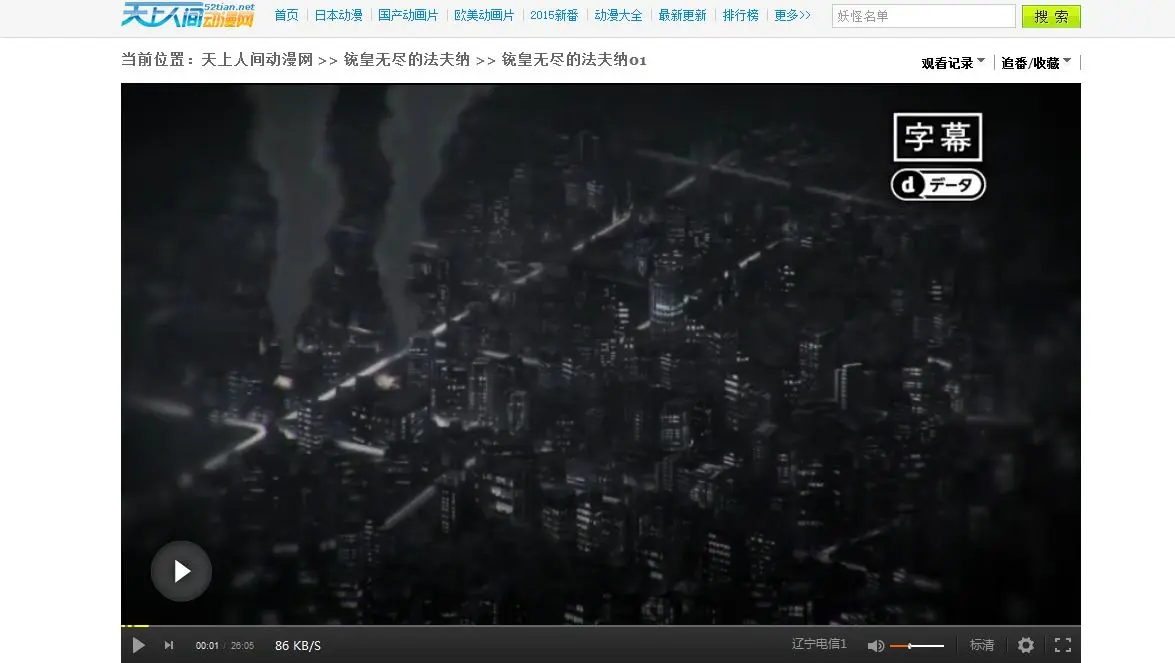 天上人间 52tian.net 动漫网
首页 日本动漫 国产动画片 欧美动画片 2015新番 动漫大全 最新更新 排行榜 更多>> 妖怪名单 搜 索
当前位置：天上人间动漫网 >> 铳皇无尽的法夫纳 >> 铳皇无尽的法夫纳01
观看记录 追番/收藏
字幕
d データ
00:01 / 26:05 86 KB/S 辽宁电信1 标清